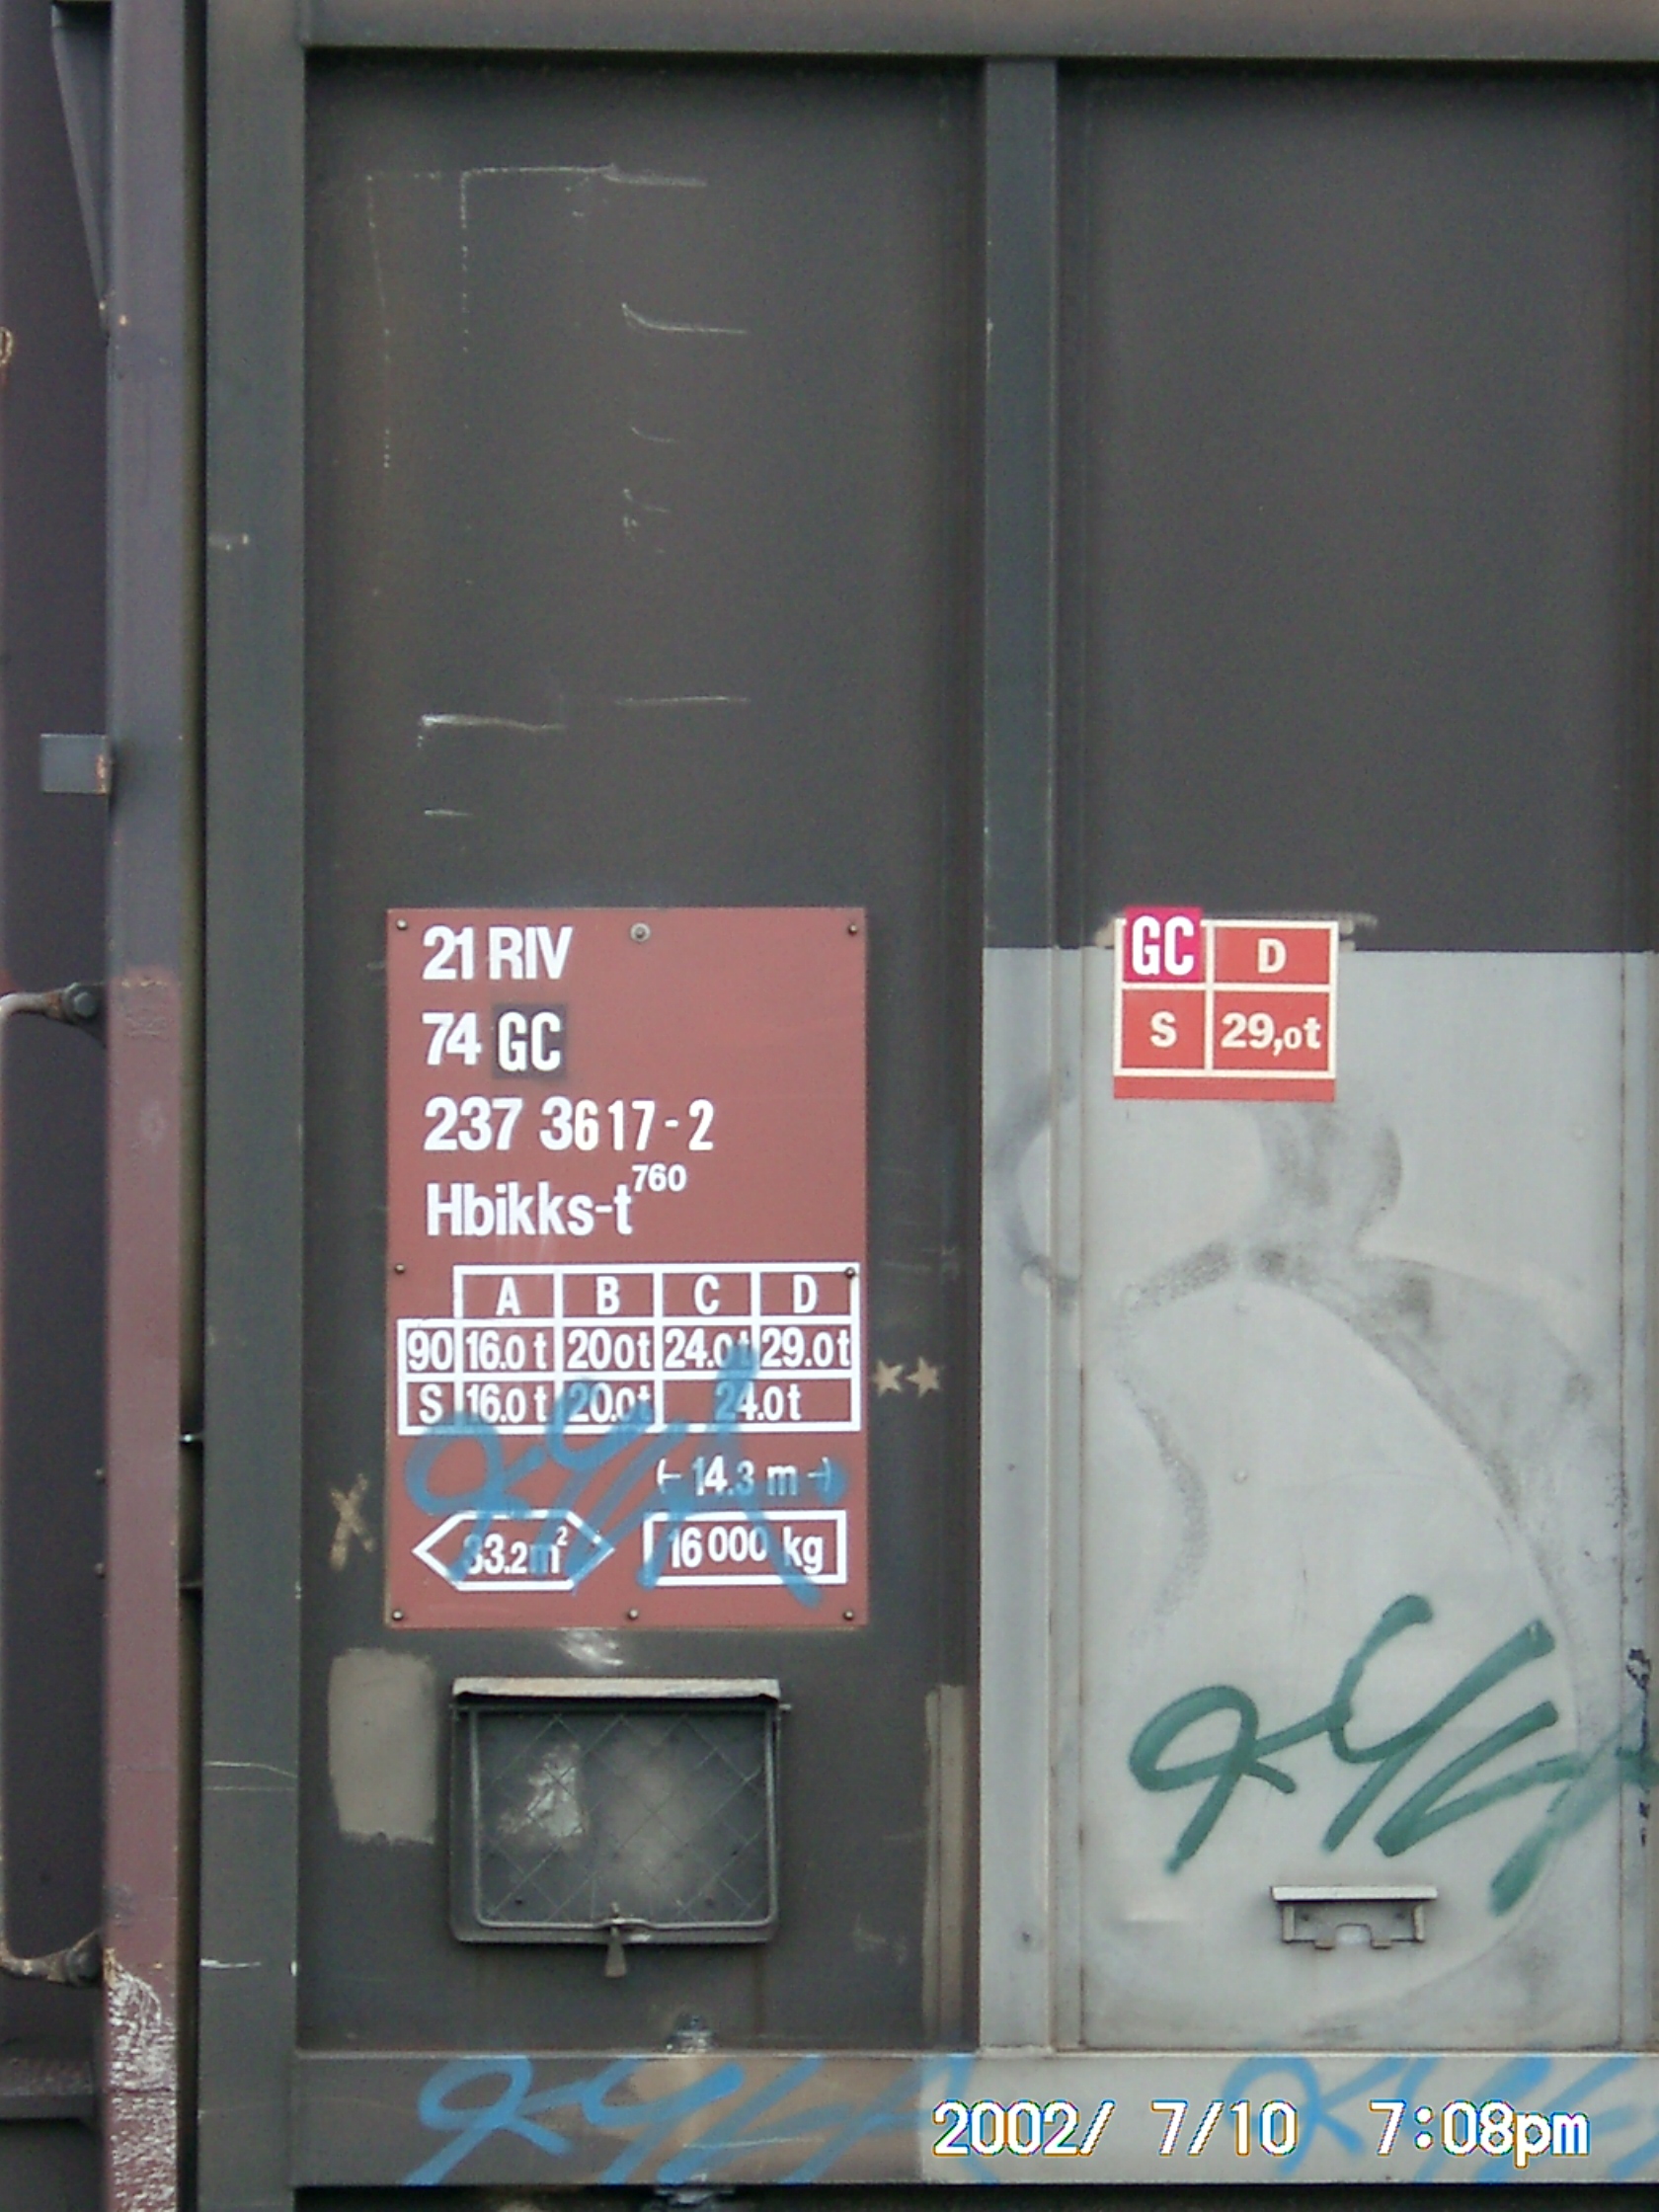 21 RIV
74 GC
237 3617-2
Hbikks-t760
A B C D
90 16.0 t 20 0t 24.0t 29.0t
S 16.0 t 20.0t 24.0t
14.3 m
33.2m²
16 000 kg
GC D
S 29,0t
2002/ 7/10 7:08pm